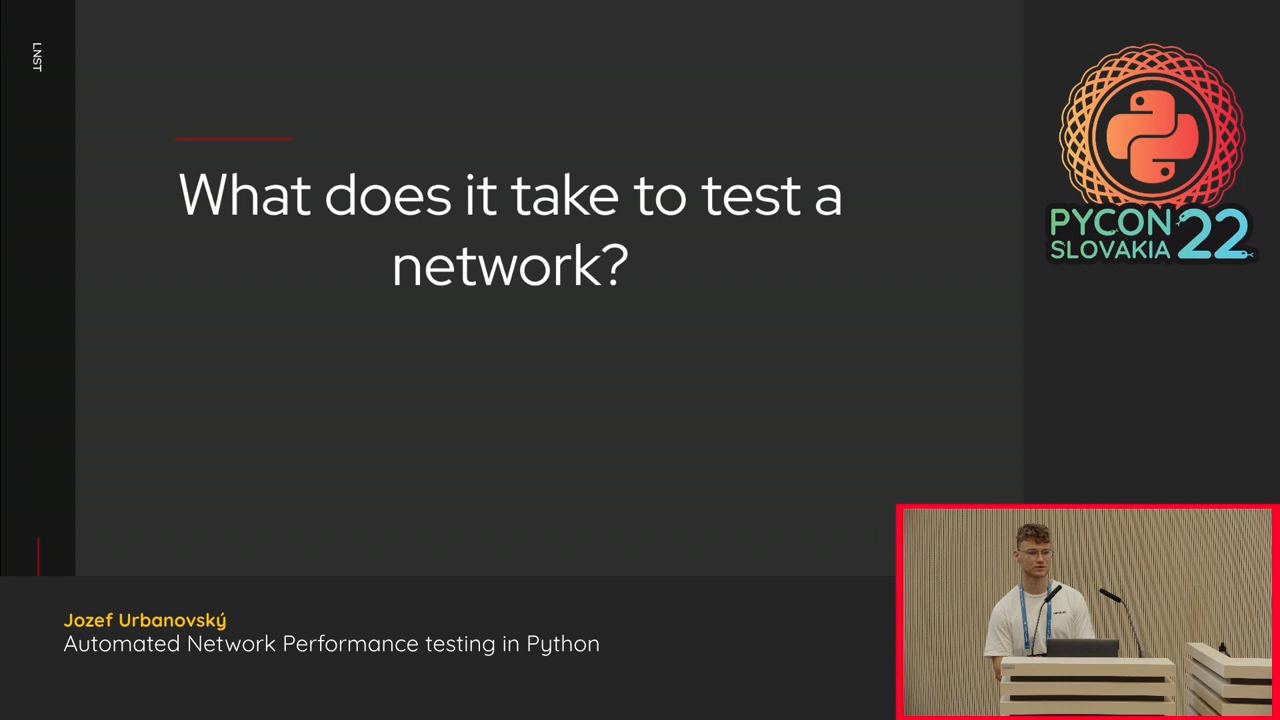 LNST
What does it take to test a
network?
PYCON
SLOVAKIA 22
Jozef Urbanovský
Automated Network Performance testing in Python